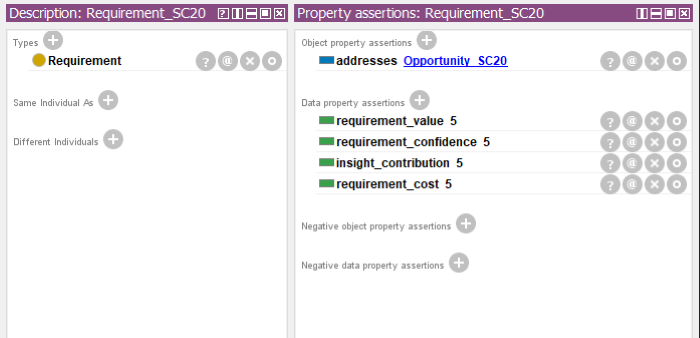 Description: Requirement_SC20
Types
Requirement
Same Individual As
Different Individuals
Property assertions: Requirement_SC20
Object property assertions
addresses Opportunity_SC20
Data property assertions
requirement_value 5
requirement_confidence 5
insight_contribution 5
requirement_cost 5
Negative object property assertions
Negative data property assertions